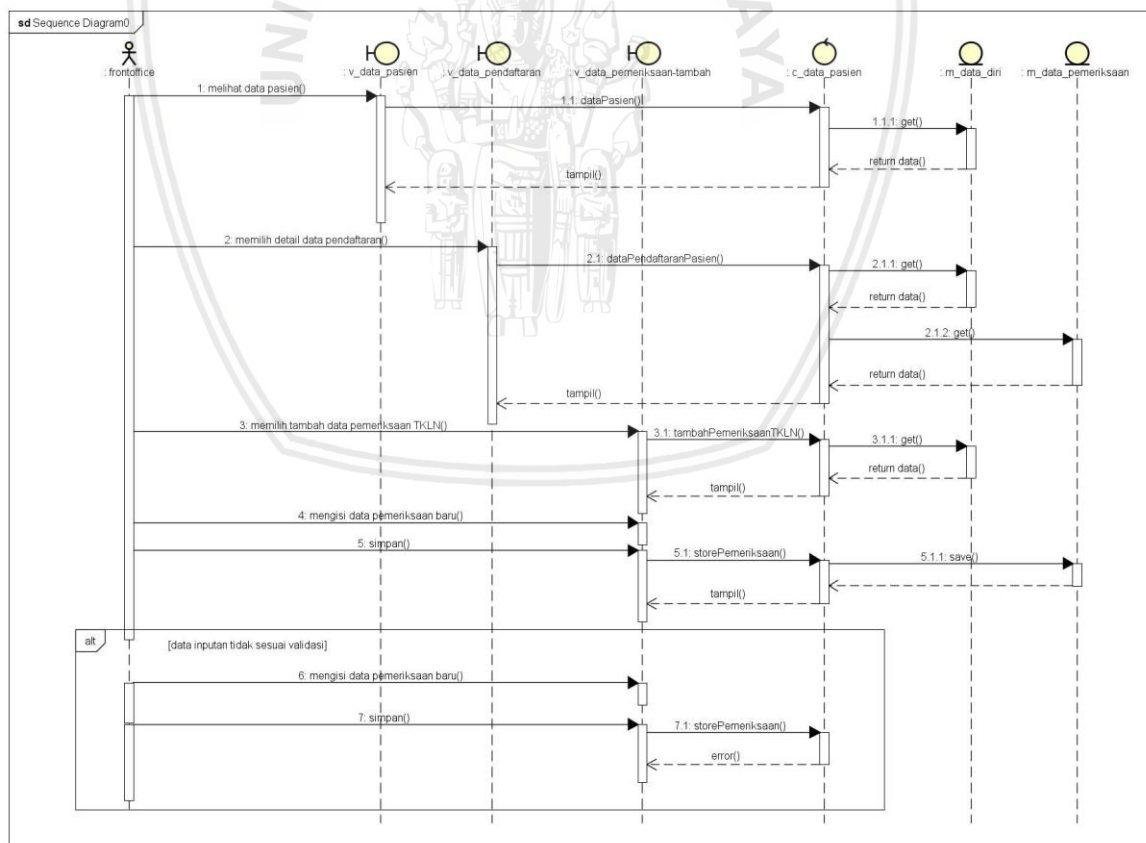 sd Sequence Diagram0
: frontoffice
: v_data_pasien
: v_data_pendaftaran
: v_data_pemeriksaan-tambah
: c_data_pasien
: m_data_diri
: m_data_pemeriksaan
1: melihat data pasien()
1.1: dataPasien()
1.1.1: get()
return data()
tampil()
2: memilih detail data pendaftaran()
2.1: dataPendaftaranPasien()
2.1.1: get()
return data()
2.1.2: get()
return data()
tampil()
3: memilih tambah data pemeriksaan TKLN()
3.1: tambahPemeriksaanTKLN()
3.1.1: get()
return data()
tampil()
4: mengisi data pemeriksaan baru()
5: simpan()
5.1: storePemeriksaan()
5.1.1: save()
tampil()
alt
[data inputan tidak sesuai validasi]
6: mengisi data pemeriksaan baru()
7: simpan()
7.1: storePemeriksaan()
error()
UNI
AYA